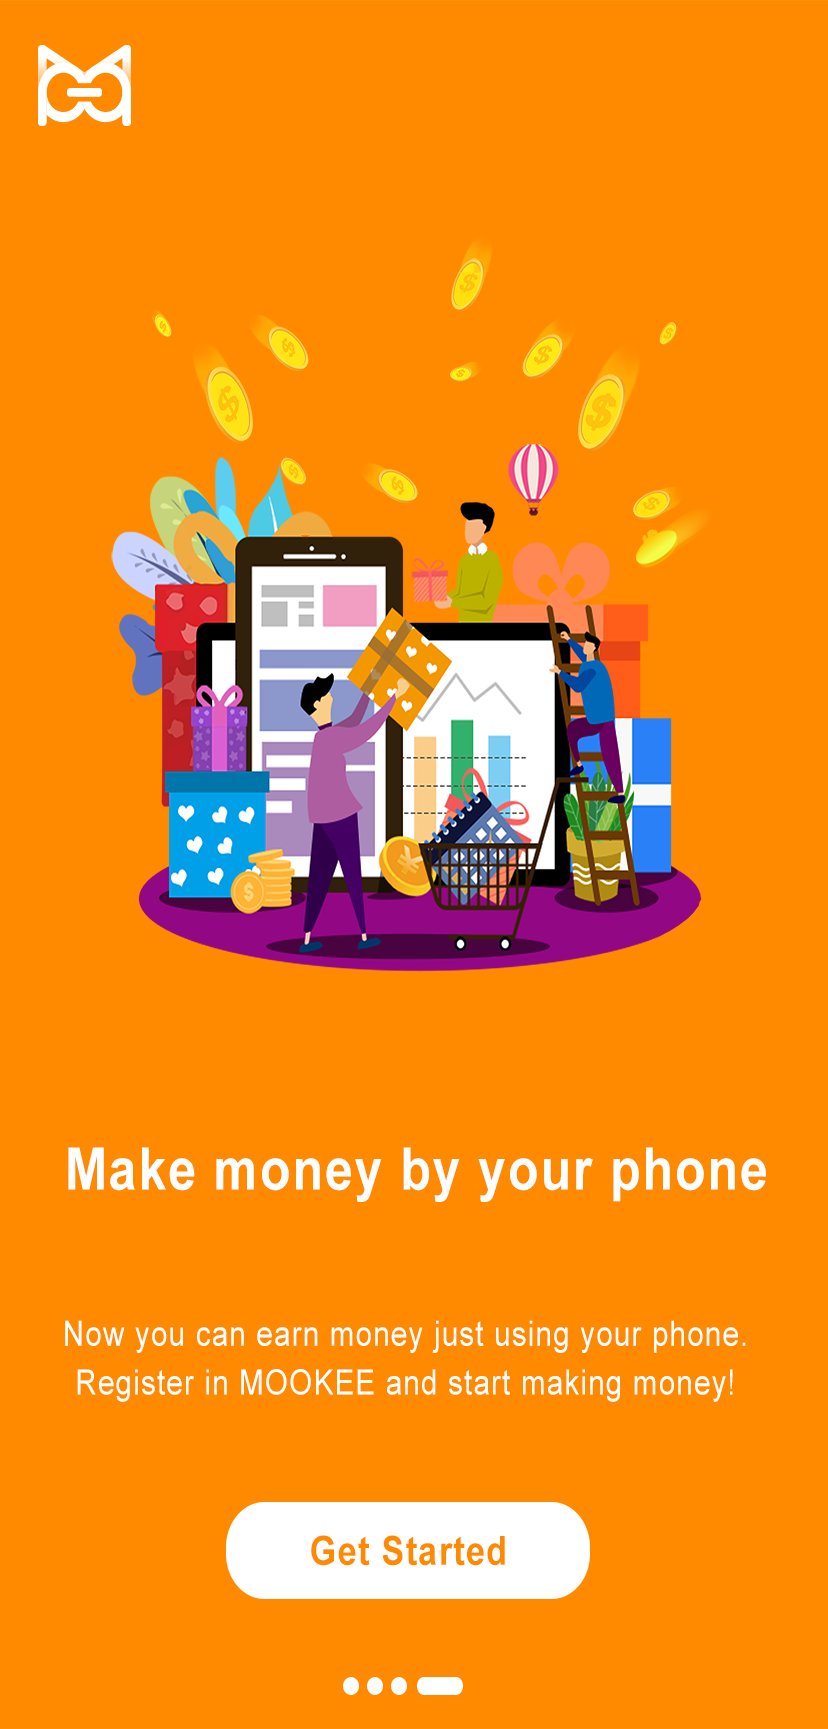 Make money by your phone
Now you can earn money just using your phone.
Register in MOOKEE and start making money!
Get Started